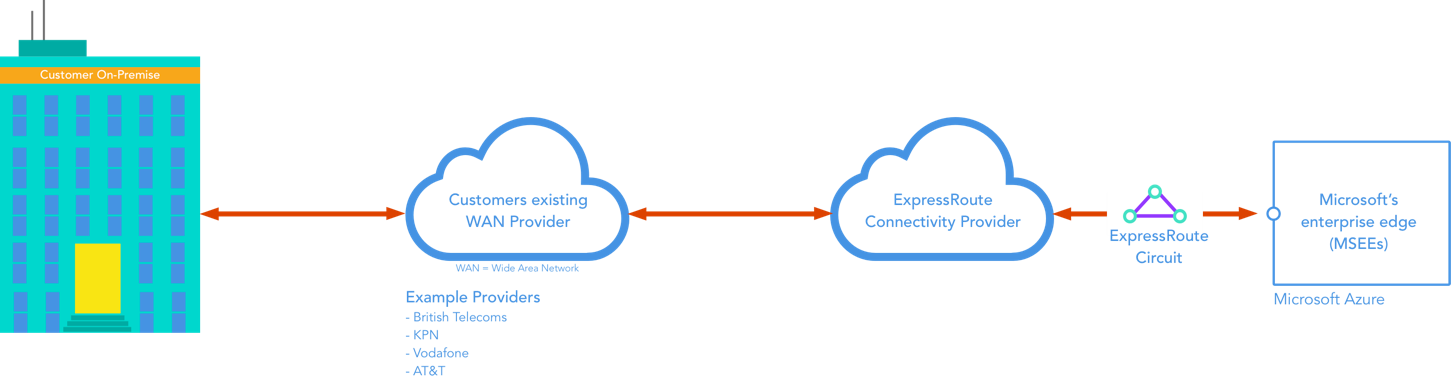 Customer On-Premise
Customers existing
WAN Provider
WAN = Wide Area Network
Example Providers
- British Telecoms
- KPN
- Vodafone
- AT&T
ExpressRoute
Connectivity Provider
ExpressRoute
Circuit
Microsoft’s
enterprise edge
(MSEEs)
Microsoft Azure